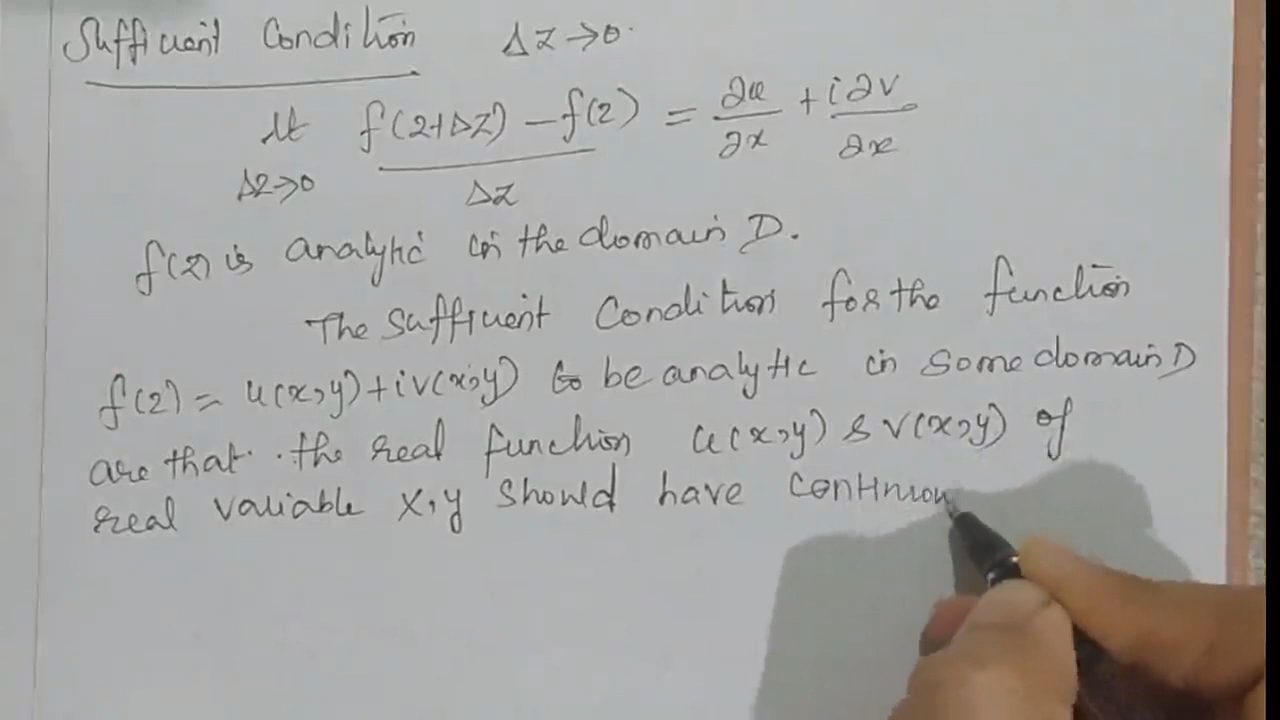 Sufficient Condition Δz→0.
lt f(z+Δz) - f(z) = ∂u + i∂v
Δz→0 Δz ∂x ∂x
f(z) is analytic in the domain D.
The sufficient Condition for the function
f(z) = u(x,y)+iv(x,y) to be analytic in some domain D
are that. the real function u(x,y) & v(x,y) of
real variable x,y should have continuou